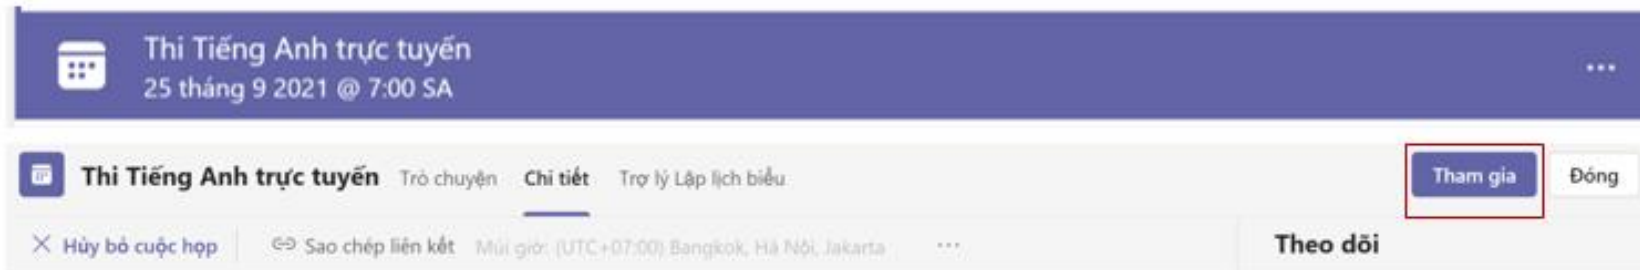 Thi Tiếng Anh trực tuyến
25 tháng 9 2021 @ 7:00 SA
Thi Tiếng Anh trực tuyến Trò chuyện Chi tiết Trợ lý Lập lịch biểu Tham gia Đóng
Hủy bỏ cuộc họp Sao chép liên kết Múi giờ: (UTC+07:00) Bangkok, Hà Nội, Jakarta ... Theo dõi